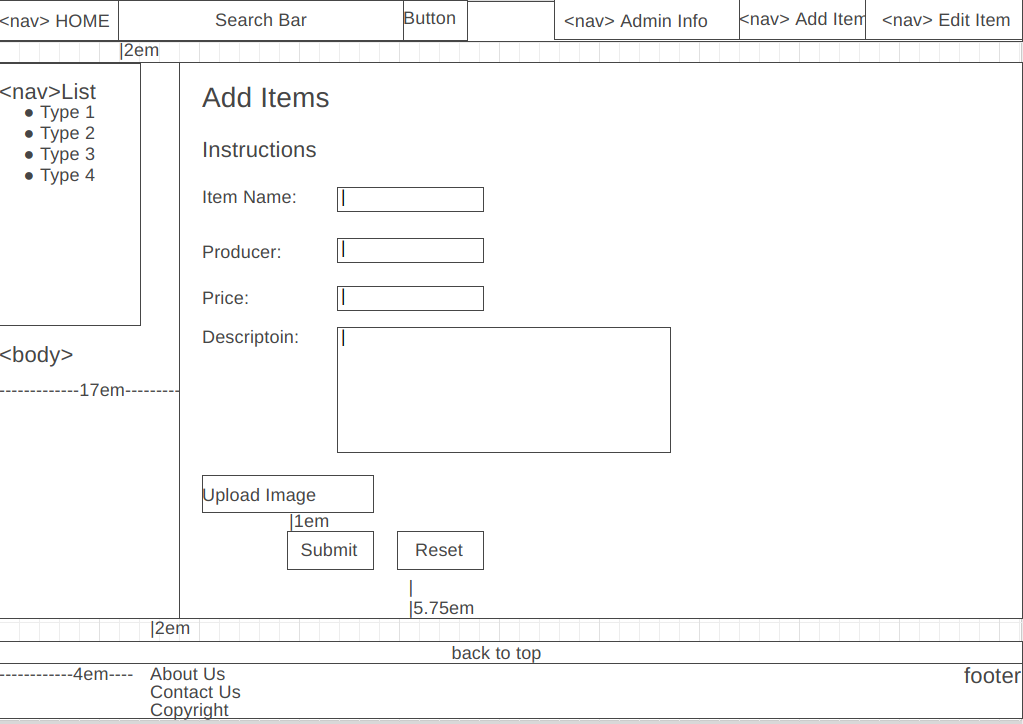 <nav> HOME
Search Bar
Button
<nav> Admin Info
<nav> Add Item
<nav> Edit Item
|2em
<nav>List
● Type 1
● Type 2
● Type 3
● Type 4
<body>
-------------17em---------
Add Items
Instructions
Item Name:
|
Producer:
|
Price:
|
Descriptoin:
|
Upload Image
|1em
Submit
Reset
|
|5.75em
|2em
back to top
------------4em----
About Us
Contact Us
Copyright
footer